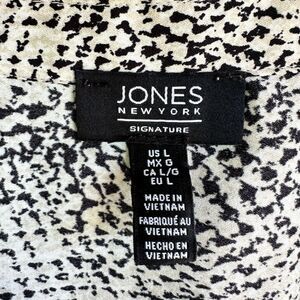 JONES
NEW YORK
SIGNATURE
US L
MX G
CA L/G
EU L
MADE IN
VIETNAM
FABRIQUÉ AU
VIETNAM
HECHO EN
VIETNAM